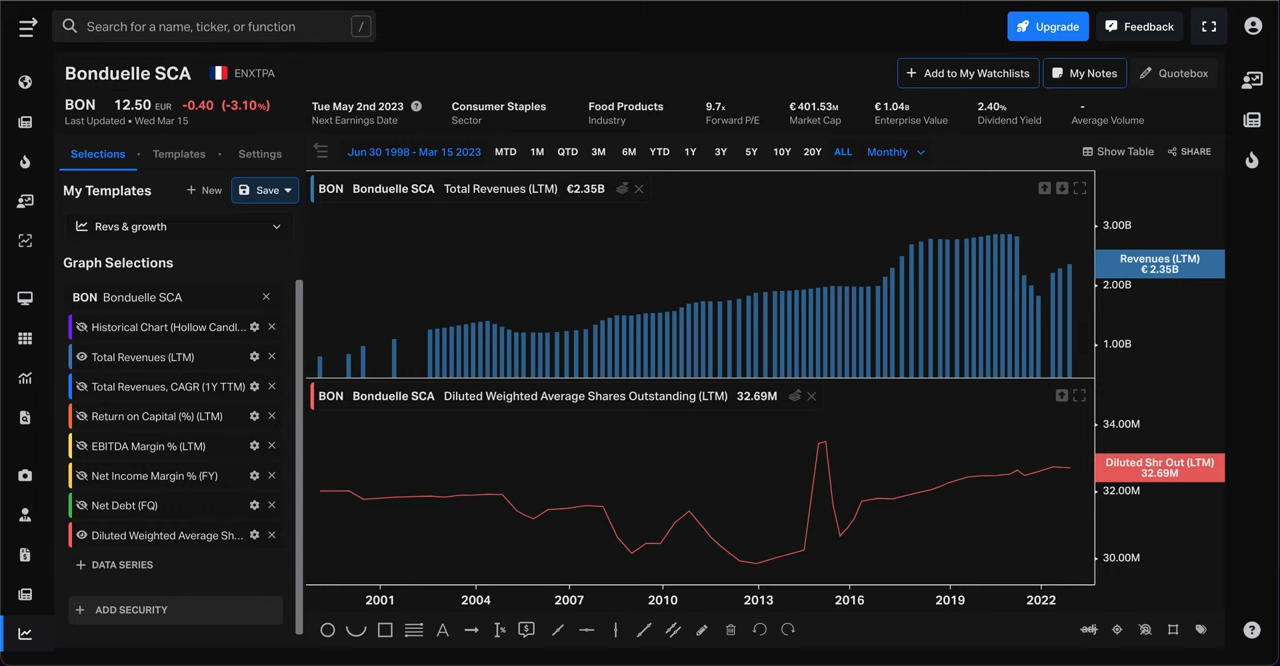 Search for a name, ticker, or function /
Upgrade
Feedback
Bonduelle SCA ENXTPA
Add to My Watchlists
My Notes
Quotebox
BON 12.50 EUR -0.40 (-3.10%)
Last Updated • Wed Mar 15
Tue May 2nd 2023 ?
Next Earnings Date
Consumer Staples
Sector
Food Products
Industry
9.7x
Forward P/E
€401.53M
Market Cap
€1.04B
Enterprise Value
2.40%
Dividend Yield
-
Average Volume
Selections • Templates • Settings
Jun 30 1998 - Mar 15 2023 MTD 1M QTD 3M 6M YTD 1Y 3Y 5Y 10Y 20Y ALL Monthly
Show Table SHARE
My Templates + New Save
Revs & growth
Graph Selections
BON Bonduelle SCA
Historical Chart (Hollow Candl...
Total Revenues (LTM)
Total Revenues, CAGR (1Y TTM)
Return on Capital (%) (LTM)
EBITDA Margin % (LTM)
Net Income Margin % (FY)
Net Debt (FQ)
Diluted Weighted Average Sh...
+ DATA SERIES
+ ADD SECURITY
BON Bonduelle SCA Total Revenues (LTM) €2.35B
3.00B
Revenues (LTM)
€ 2.35B
2.00B
1.00B
BON Bonduelle SCA Diluted Weighted Average Shares Outstanding (LTM) 32.69M
34.00M
Diluted Shr Out (LTM)
32.69M
32.00M
30.00M
2001 2004 2007 2010 2013 2016 2019 2022
A
adj
?